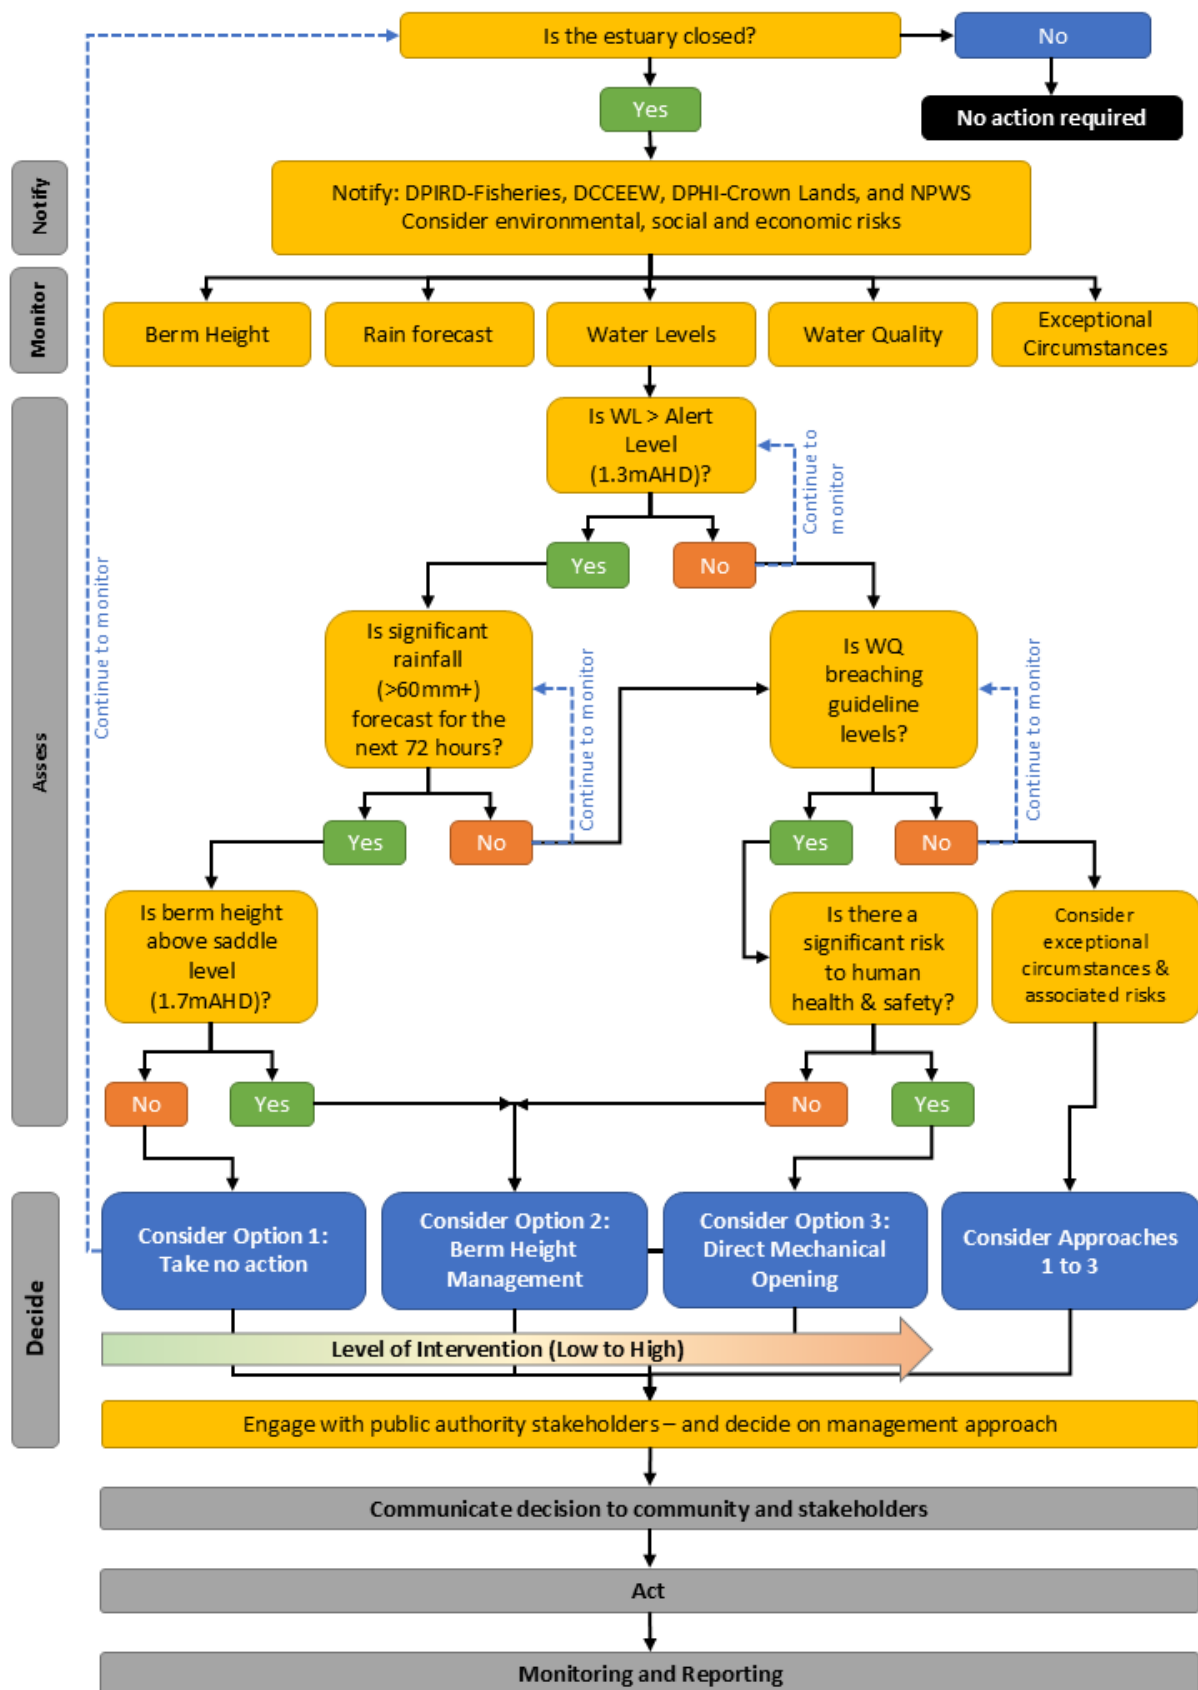 Is the estuary closed?
No
Yes
No action required
Notify
Notify: DPIRD-Fisheries, DCCEEW, DPHI-Crown Lands, and NPWS
Consider environmental, social and economic risks
Monitor
Berm Height
Rain forecast
Water Levels
Water Quality
Exceptional
Circumstances
Assess
Continue to monitor
Is WL > Alert
Level
(1.3mAHD)?
Continue to
monitor
Yes
No
Is significant
rainfall
(>60mm+)
forecast for the
next 72 hours?
Continue to monitor
Is WQ
breaching
guideline
levels?
Continue to monitor
Yes
No
Yes
No
Is berm height
above saddle
level
(1.7mAHD)?
Is there a
significant risk
to human
health & safety?
Consider
exceptional
circumstances &
associated risks
No
Yes
No
Yes
Decide
Consider Option 1:
Take no action
Consider Option 2:
Berm Height
Management
Consider Option 3:
Direct Mechanical
Opening
Consider Approaches
1 to 3
Level of Intervention (Low to High)
Engage with public authority stakeholders – and decide on management approach
Communicate decision to community and stakeholders
Act
Monitoring and Reporting